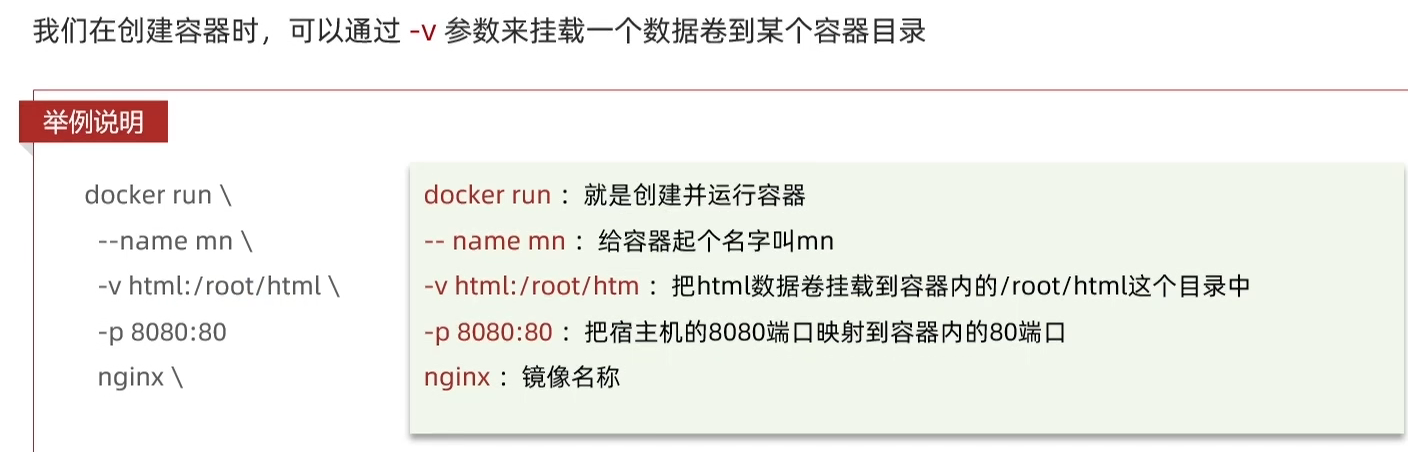 我们在创建容器时，可以通过 -v 参数来挂载一个数据卷到某个容器目录
举例说明
docker run \
--name mn \
-v html:/root/html \
-p 8080:80
nginx \
docker run ：就是创建并运行容器
-- name mn ：给容器起个名字叫mn
-v html:/root/htm ：把html数据卷挂载到容器内的/root/html这个目录中
-p 8080:80 ：把宿主机的8080端口映射到容器内的80端口
nginx ：镜像名称